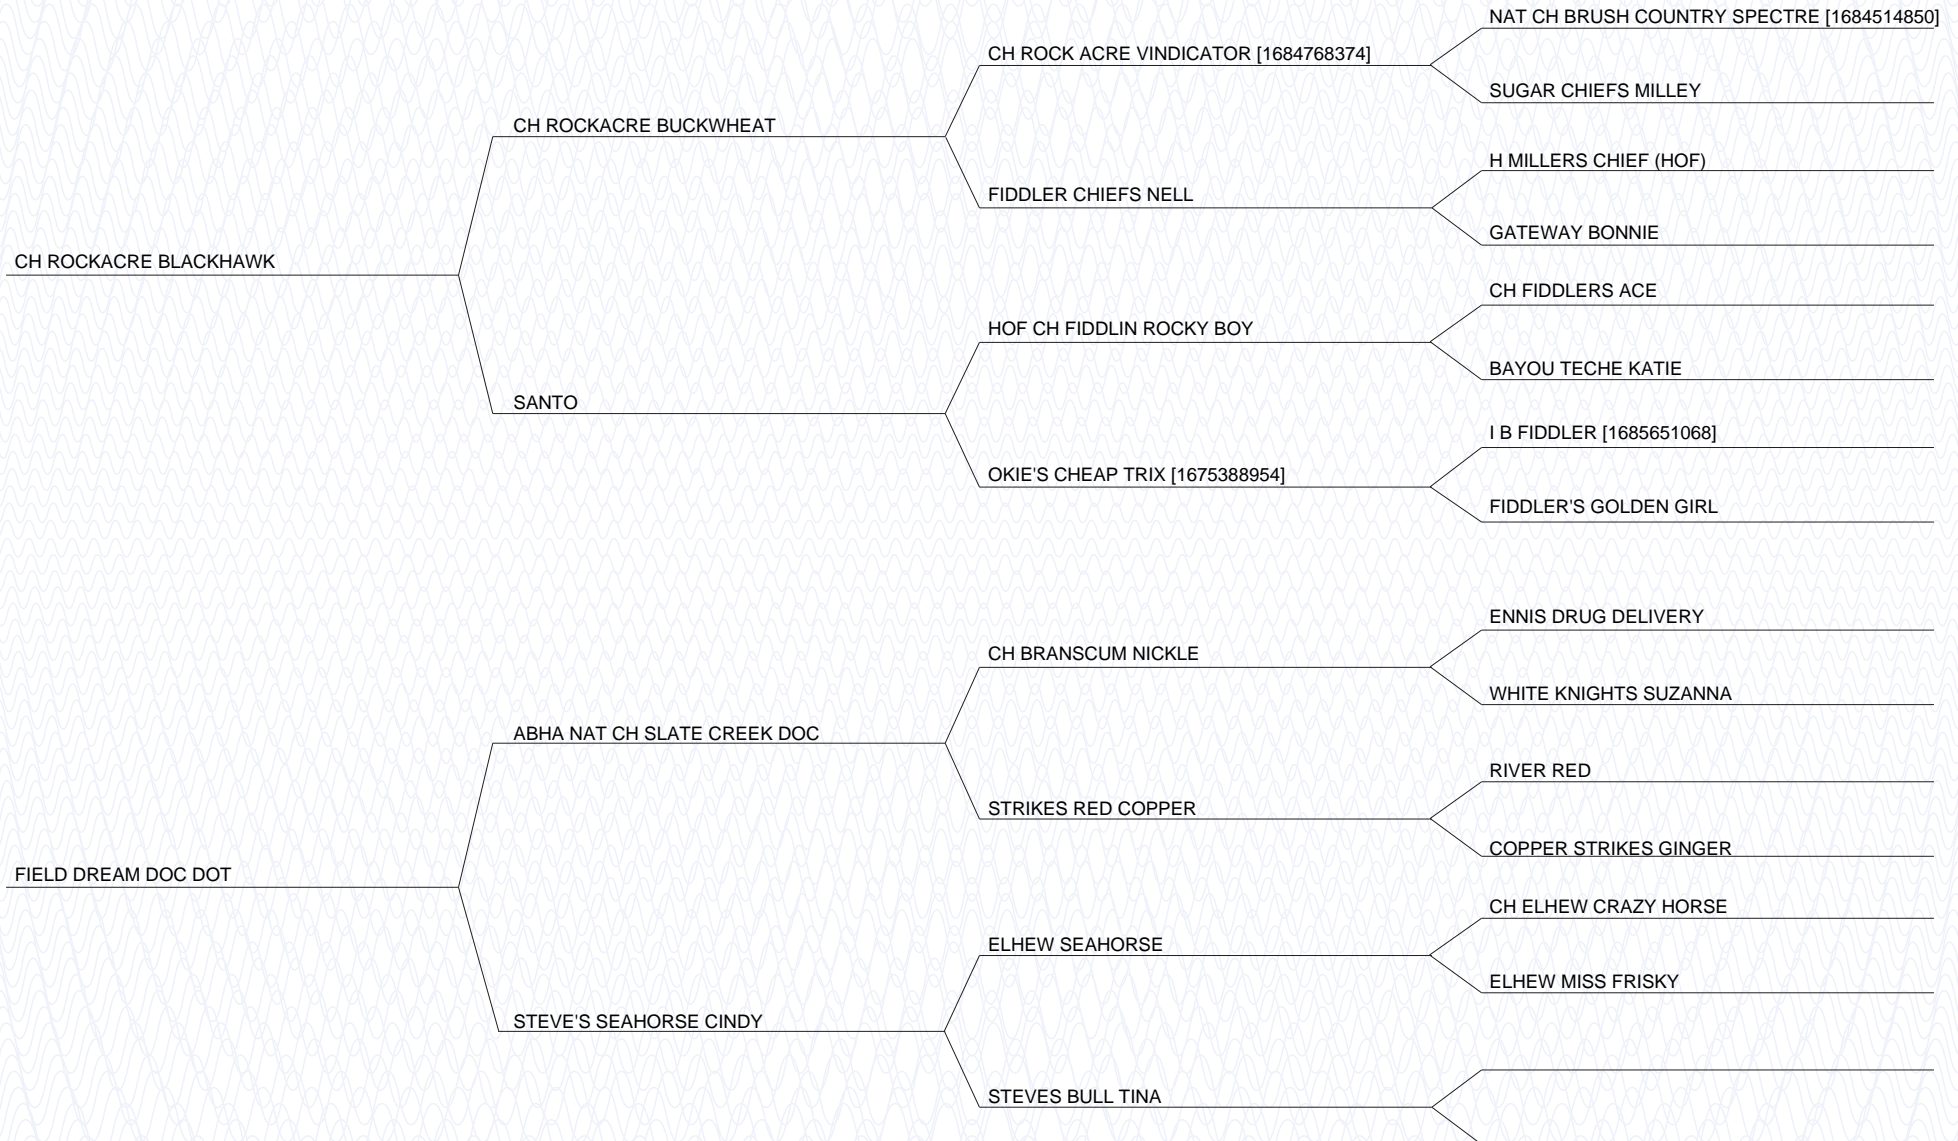 NAT CH BRUSH COUNTRY SPECTRE [1684514850]
CH ROCK ACRE VINDICATOR [1684768374]
SUGAR CHIEFS MILLEY
CH ROCKACRE BUCKWHEAT
H MILLERS CHIEF (HOF)
FIDDLER CHIEFS NELL
GATEWAY BONNIE
CH ROCKACRE BLACKHAWK
CH FIDDLERS ACE
HOF CH FIDDLIN ROCKY BOY
BAYOU TECHE KATIE
SANTO
I B FIDDLER [1685651068]
OKIE'S CHEAP TRIX [1675388954]
FIDDLER'S GOLDEN GIRL
ENNIS DRUG DELIVERY
CH BRANSCUM NICKLE
WHITE KNIGHTS SUZANNA
ABHA NAT CH SLATE CREEK DOC
RIVER RED
STRIKES RED COPPER
COPPER STRIKES GINGER
FIELD DREAM DOC DOT
CH ELHEW CRAZY HORSE
ELHEW SEAHORSE
ELHEW MISS FRISKY
STEVE'S SEAHORSE CINDY
STEVES BULL TINA